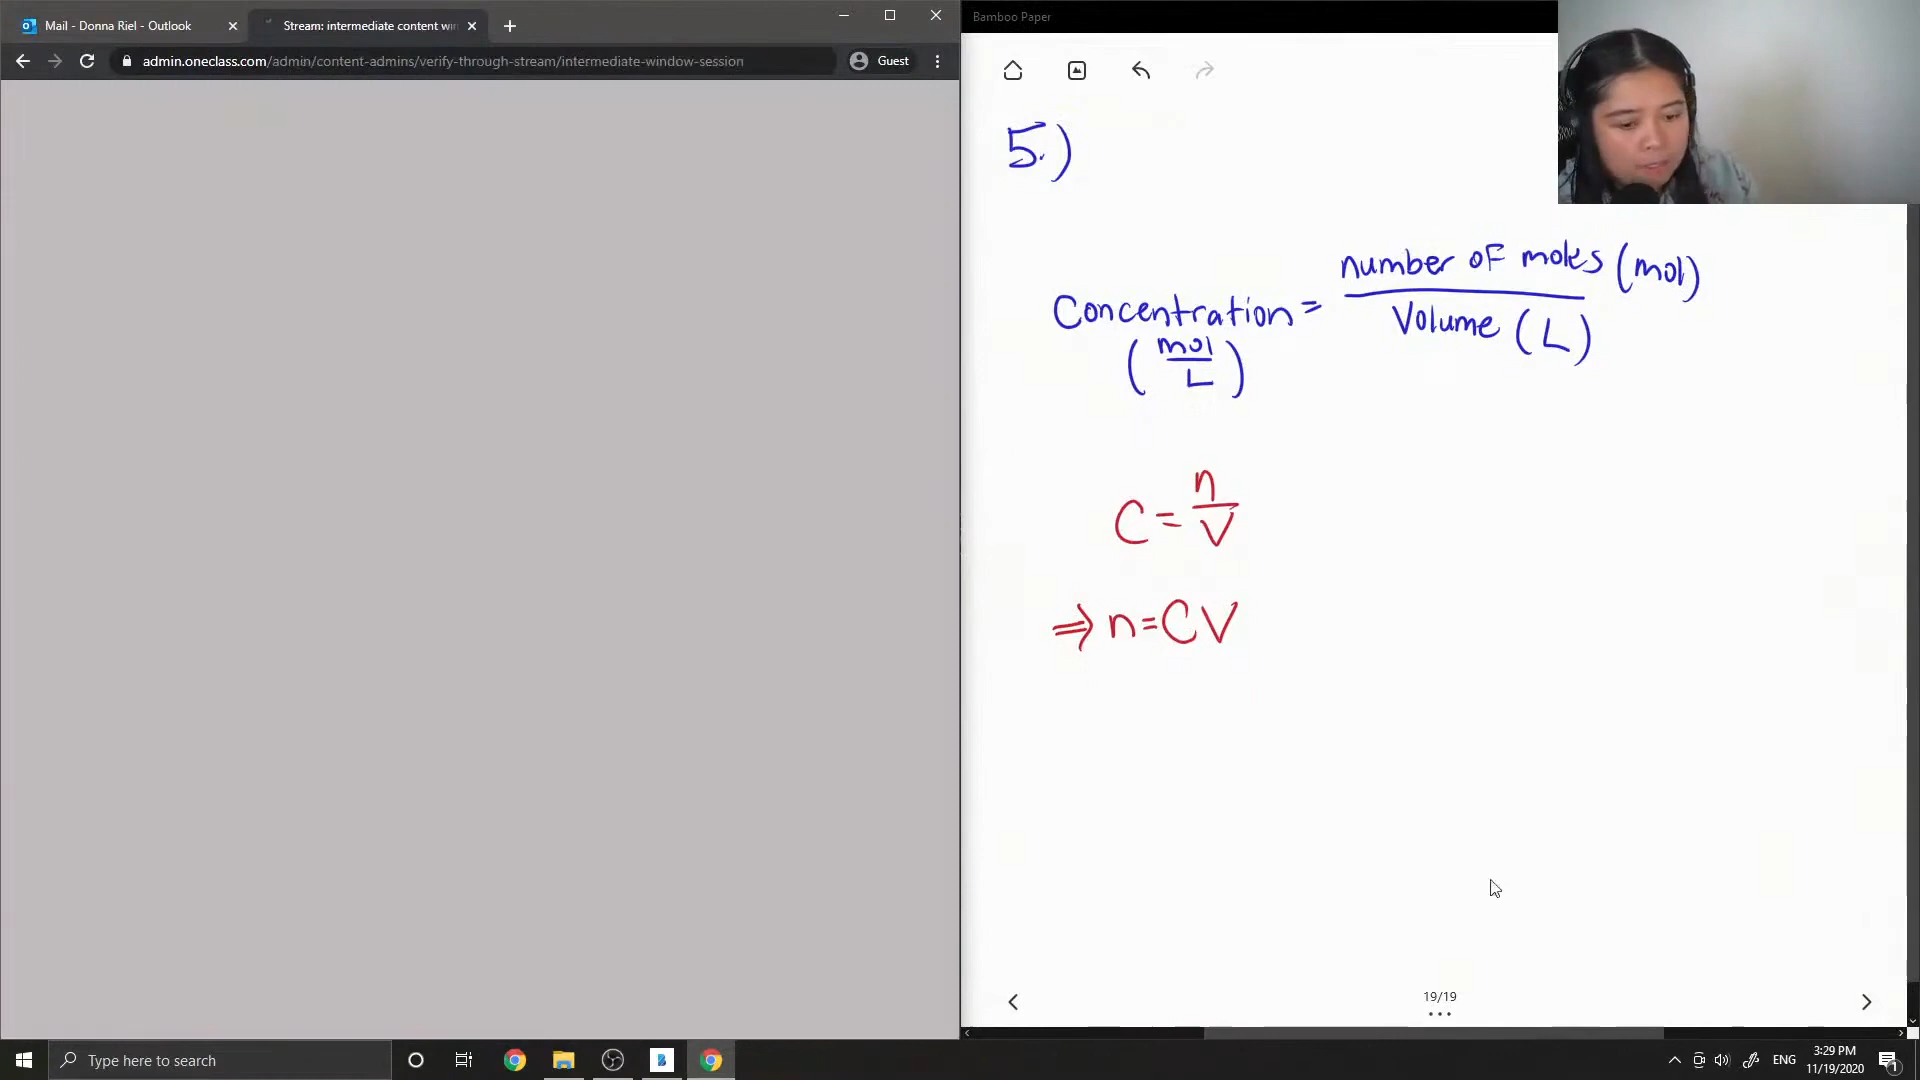 Mail - Donna Riel - Outlook
Stream: intermediate content wi
admin.oneclass.com/admin/content-admins/verify-through-stream/intermediate-window-session
Guest
Bamboo Paper
5.)
Concentration = number of moles (mol)
Volume (L)
(mol
L)
C = n
V
⇒ n = CV
19/19
Type here to search
ENG
3:29 PM
11/19/2020
1